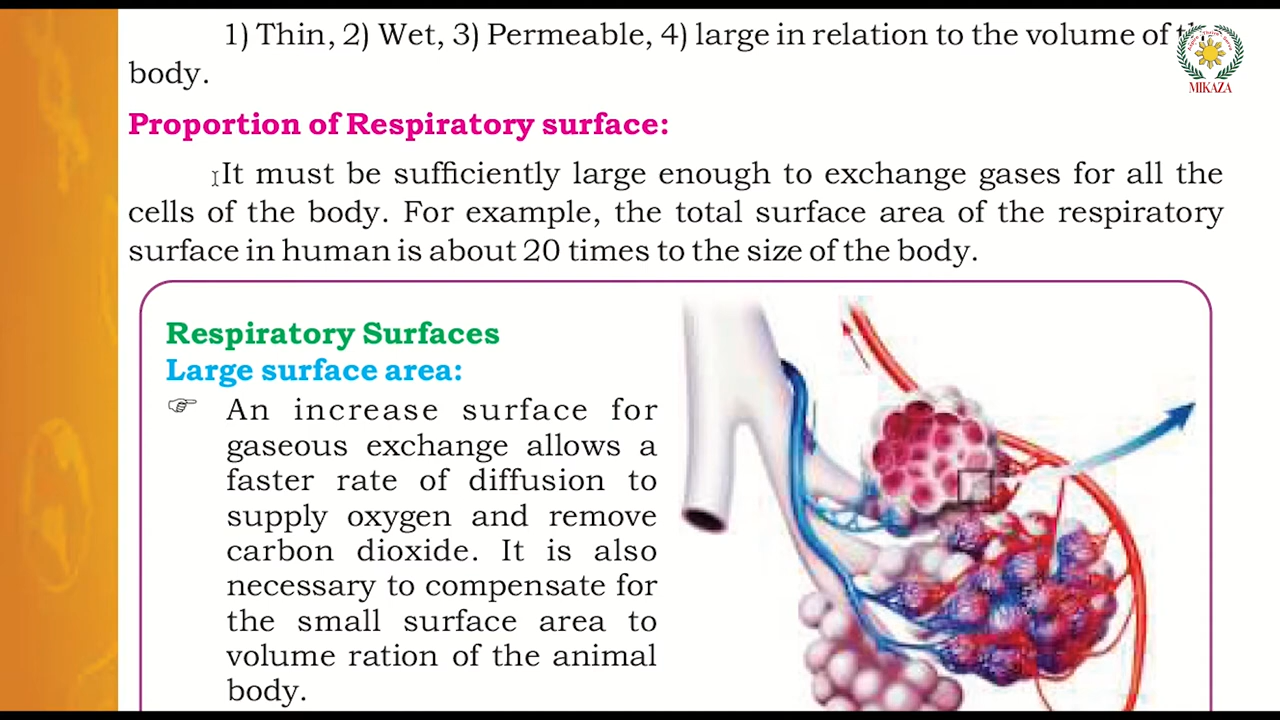 1) Thin, 2) Wet, 3) Permeable, 4) large in relation to the volume of
body.
Proportion of Respiratory surface:
It must be sufficiently large enough to exchange gases for all the
cells of the body. For example, the total surface area of the respiratory
surface in human is about 20 times to the size of the body.
Respiratory Surfaces
Large surface area:
An increase surface for
gaseous exchange allows a
faster rate of diffusion to
supply oxygen and remove
carbon dioxide. It is also
necessary to compensate for
the small surface area to
volume ration of the animal
body.
MIKAZA